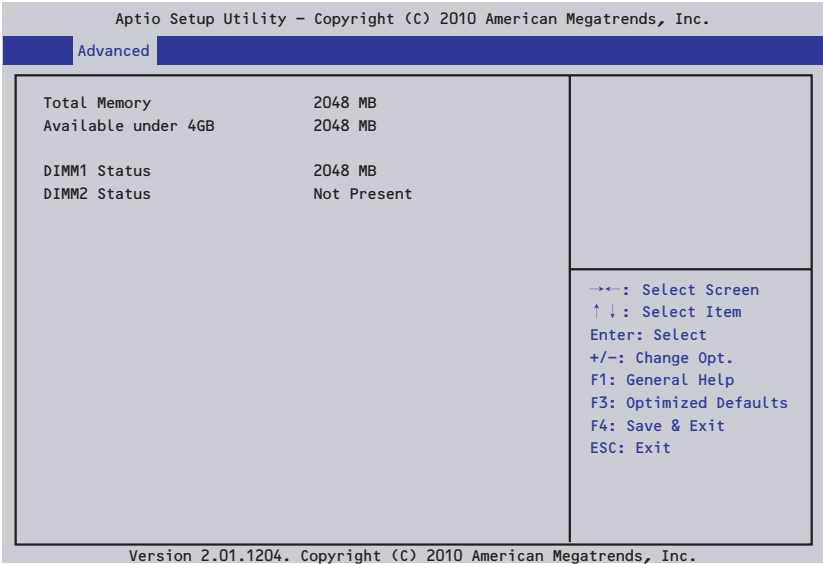 Aptio Setup Utility – Copyright (C) 2010 American Megatrends, Inc.
Advanced
Total Memory 2048 MB
Available under 4GB 2048 MB
DIMM1 Status 2048 MB
DIMM2 Status Not Present
→←: Select Screen
↑↓: Select Item
Enter: Select
+/–: Change Opt.
F1: General Help
F3: Optimized Defaults
F4: Save & Exit
ESC: Exit
Version 2.01.1204. Copyright (C) 2010 American Megatrends, Inc.